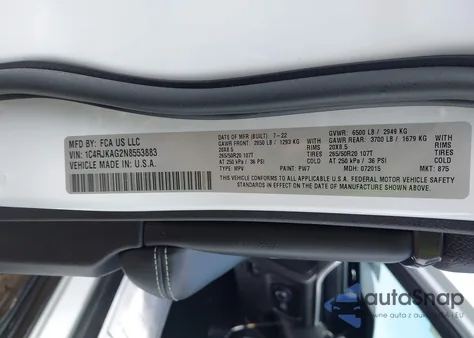 MFD BY: FCA US LLC
VIN: 1C4RJKAG2N8553883
VEHICLE MADE IN: U.S.A.
DATE OF MFR (BUILT): 7-22 GVWR: 6500 LB / 2949 KG
GAWR FRONT: 2850 LB / 1293 KG GAWR REAR: 3700 LB / 1679 KG
20X8.5 RIMS 20X8.5 RIMS
265/50R20 107T TIRES 265/50R20 107T TIRES
AT 250 kPa / 36 PSI COLD AT 250 kPa / 36 PSI COLD
TYPE: MPV PAINT: PW7 MDH: 072015 MKT: 875
THIS VEHICLE CONFORMS TO ALL APPLICABLE U.S.A. FEDERAL MOTOR VEHICLE SAFETY
STANDARDS IN EFFECT ON THE DATE OF MANUFACTURE SHOWN ABOVE.
autoSnap